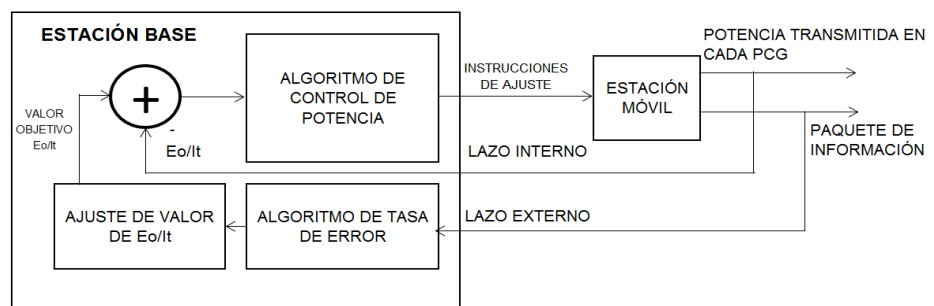 ESTACIÓN BASE
ALGORITMO DE
CONTROL DE
POTENCIA
INSTRUCCIONES
DE AJUSTE
ESTACIÓN
MÓVIL
POTENCIA TRANSMITIDA EN
CADA PCG
PAQUETE DE
INFORMACIÓN
VALOR
OBJETIVO
Eo/It
+
-
Eo/It
LAZO INTERNO
AJUSTE DE VALOR
DE Eo/It
ALGORITMO DE TASA
DE ERROR
LAZO EXTERNO